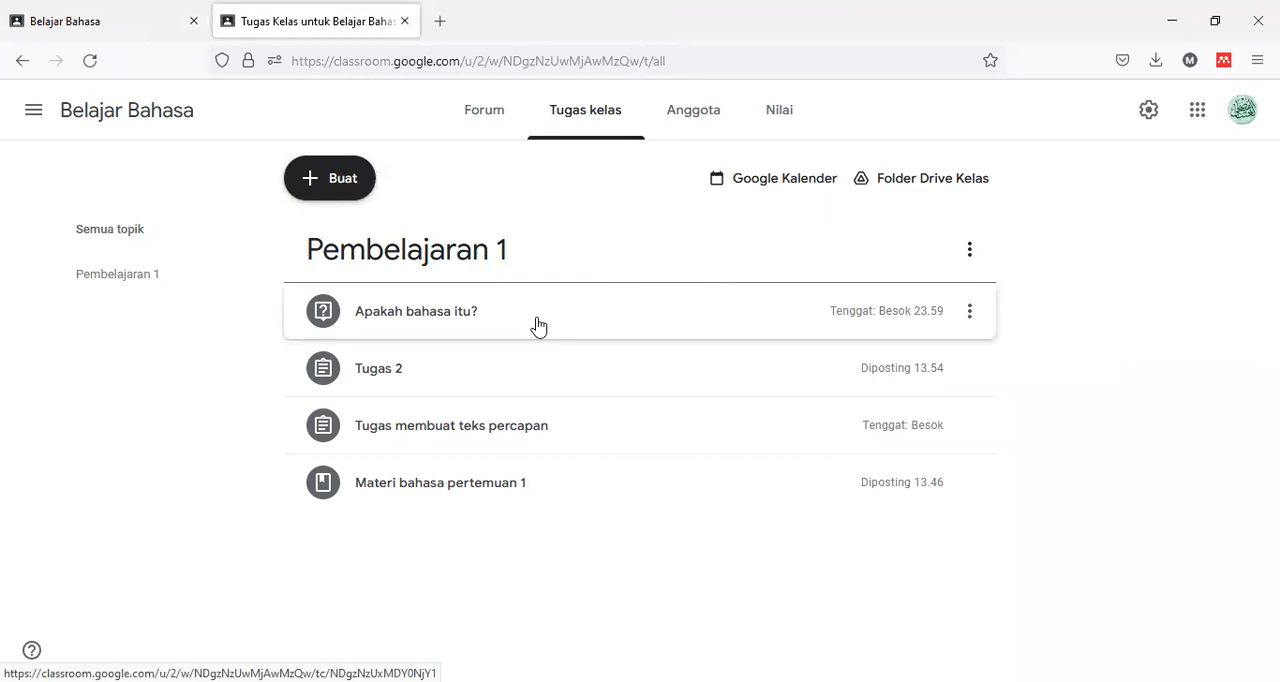 Belajar Bahasa
Tugas Kelas untuk Belajar Bahas
https://classroom.google.com/u/2/w/NDgzNzUwMjAwMzQw/t/all
M
Belajar Bahasa
Forum
Tugas kelas
Anggota
Nilai
Buat
Google Kalender
Folder Drive Kelas
Semua topik
Pembelajaran 1
Pembelajaran 1
Apakah bahasa itu?
Tenggat: Besok 23.59
Tugas 2
Diposting 13.54
Tugas membuat teks percapan
Tenggat: Besok
Materi bahasa pertemuan 1
Diposting 13.46
https://classroom.google.com/u/2/w/NDgzNzUwMjAwMzQw/tc/NDgzNzUxMDY0NjY1